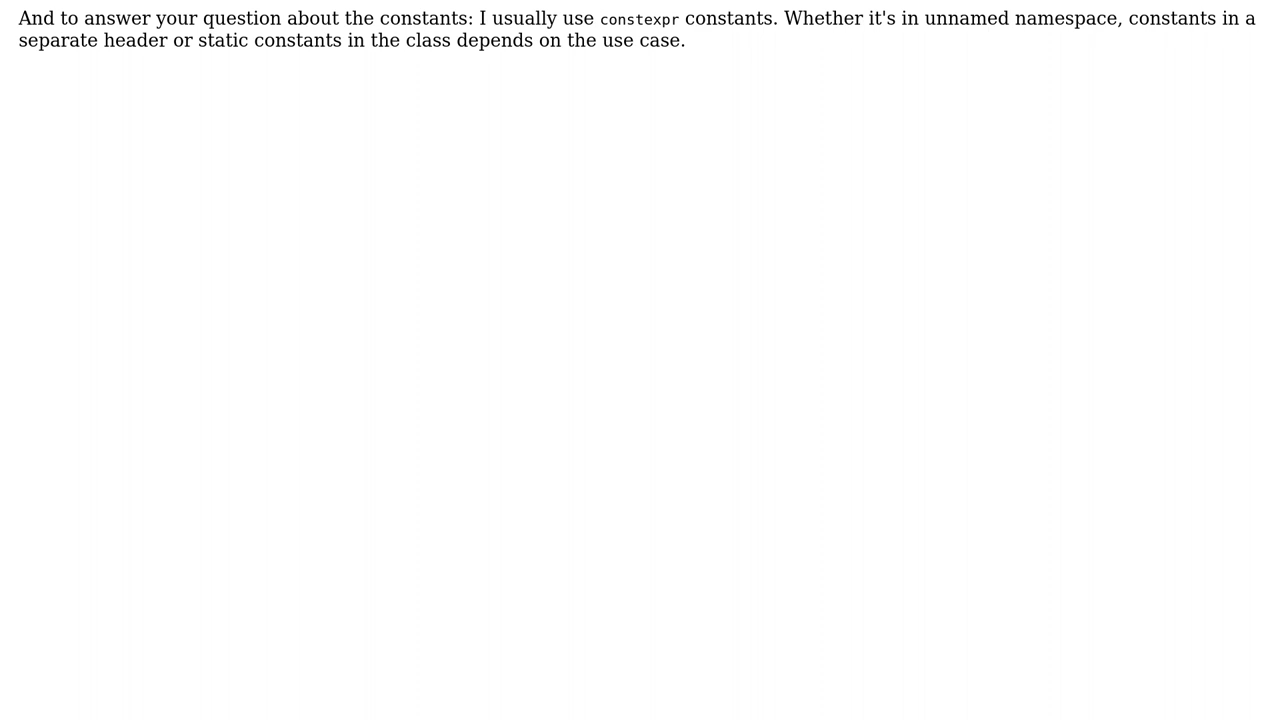 And to answer your question about the constants: I usually use constexpr constants. Whether it's in unnamed namespace, constants in a
separate header or static constants in the class depends on the use case.